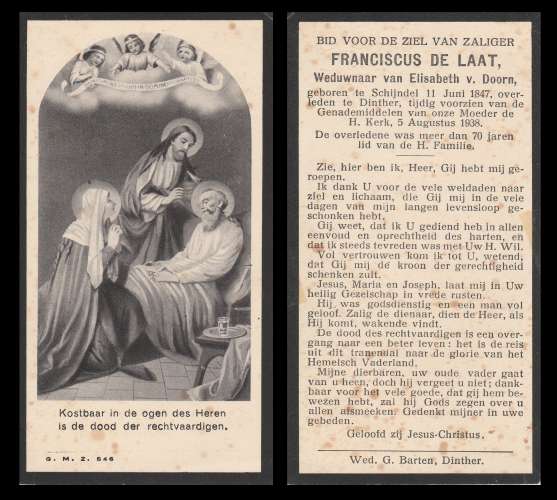 Kostbaar in de ogen des Heren
is de dood der rechtvaardigen.
G. M. Z. 546
BID VOOR DE ZIEL VAN ZALIGER
FRANCISCUS DE LAAT,
Weduwnaar van Elisabeth v. Doorn,
geboren te Schijndel 11 Juni 1847, over-
leden te Dinther, tijdig voorzien van de
Genademiddelen van onze Moeder de
H. Kerk, 5 Augustus 1938.
De overledene was meer dan 70 jaren
lid van de H. Familie.
Zie, hier ben ik, Heer, Gij hebt mij ge-
roepen.
Ik dank U voor de vele weldaden naar
ziel en lichaam, die Gij mij in de vele
dagen van mijn langen levensloop ge-
schonken hebt.
Gij weet, dat ik U gediend heb in allen
eenvoud en oprechtheid des harten, en
dat ik steeds tevreden was met Uw H. Wil.
Vol vertrouwen kom ik tot U, wetend,
dat Gij mij de kroon der gerechtigheid
schenken zult.
Jesus, Maria en Joseph, laat mij in Uw
heilig Gezelschap in vrede rusten.
Hij was godsdienstig en een man vol
geloof. Zalig de dienaar, dien de Heer, als
Hij komt, wakende vindt.
De dood des rechtvaardigen is een over-
gang naar een beter leven: het is de reis
uit dit tranendal naar de glorie van het
Hemelsch Vaderland.
Mijne dierbaren, uw oude vader gaat
van u heen, doch hij vergeet u niet; dank-
baar voor het vele goede, dat gij hem be-
wezen hebt, zal hij Gods zegen over u
allen afsmeeken. Gedenkt mijner in uwe
gebeden.
Geloofd zij Jesus-Christus.
Wed. G. Barten, Dinther.